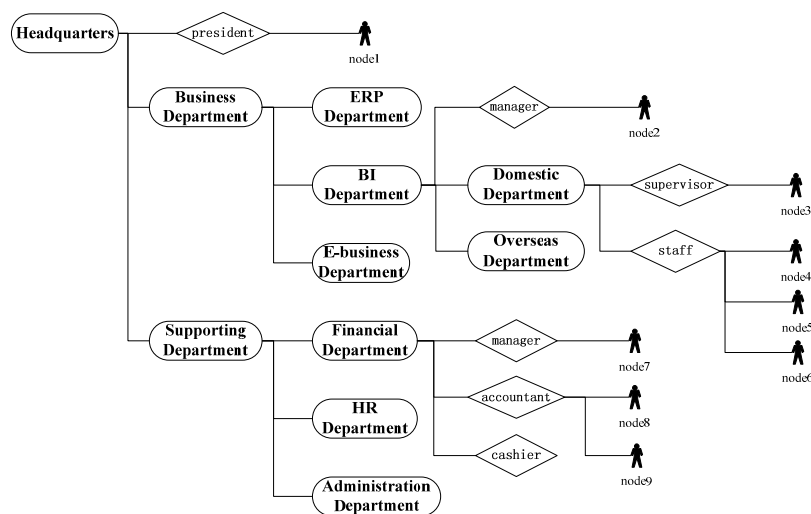 Headquarters
president
node1
Business
Department
ERP
Department
manager
node2
BI
Department
Domestic
Department
supervisor
node3
E-business
Department
Overseas
Department
staff
node4
node5
node6
Supporting
Department
Financial
Department
manager
node7
HR
Department
accountant
node8
cashier
node9
Administration
Department